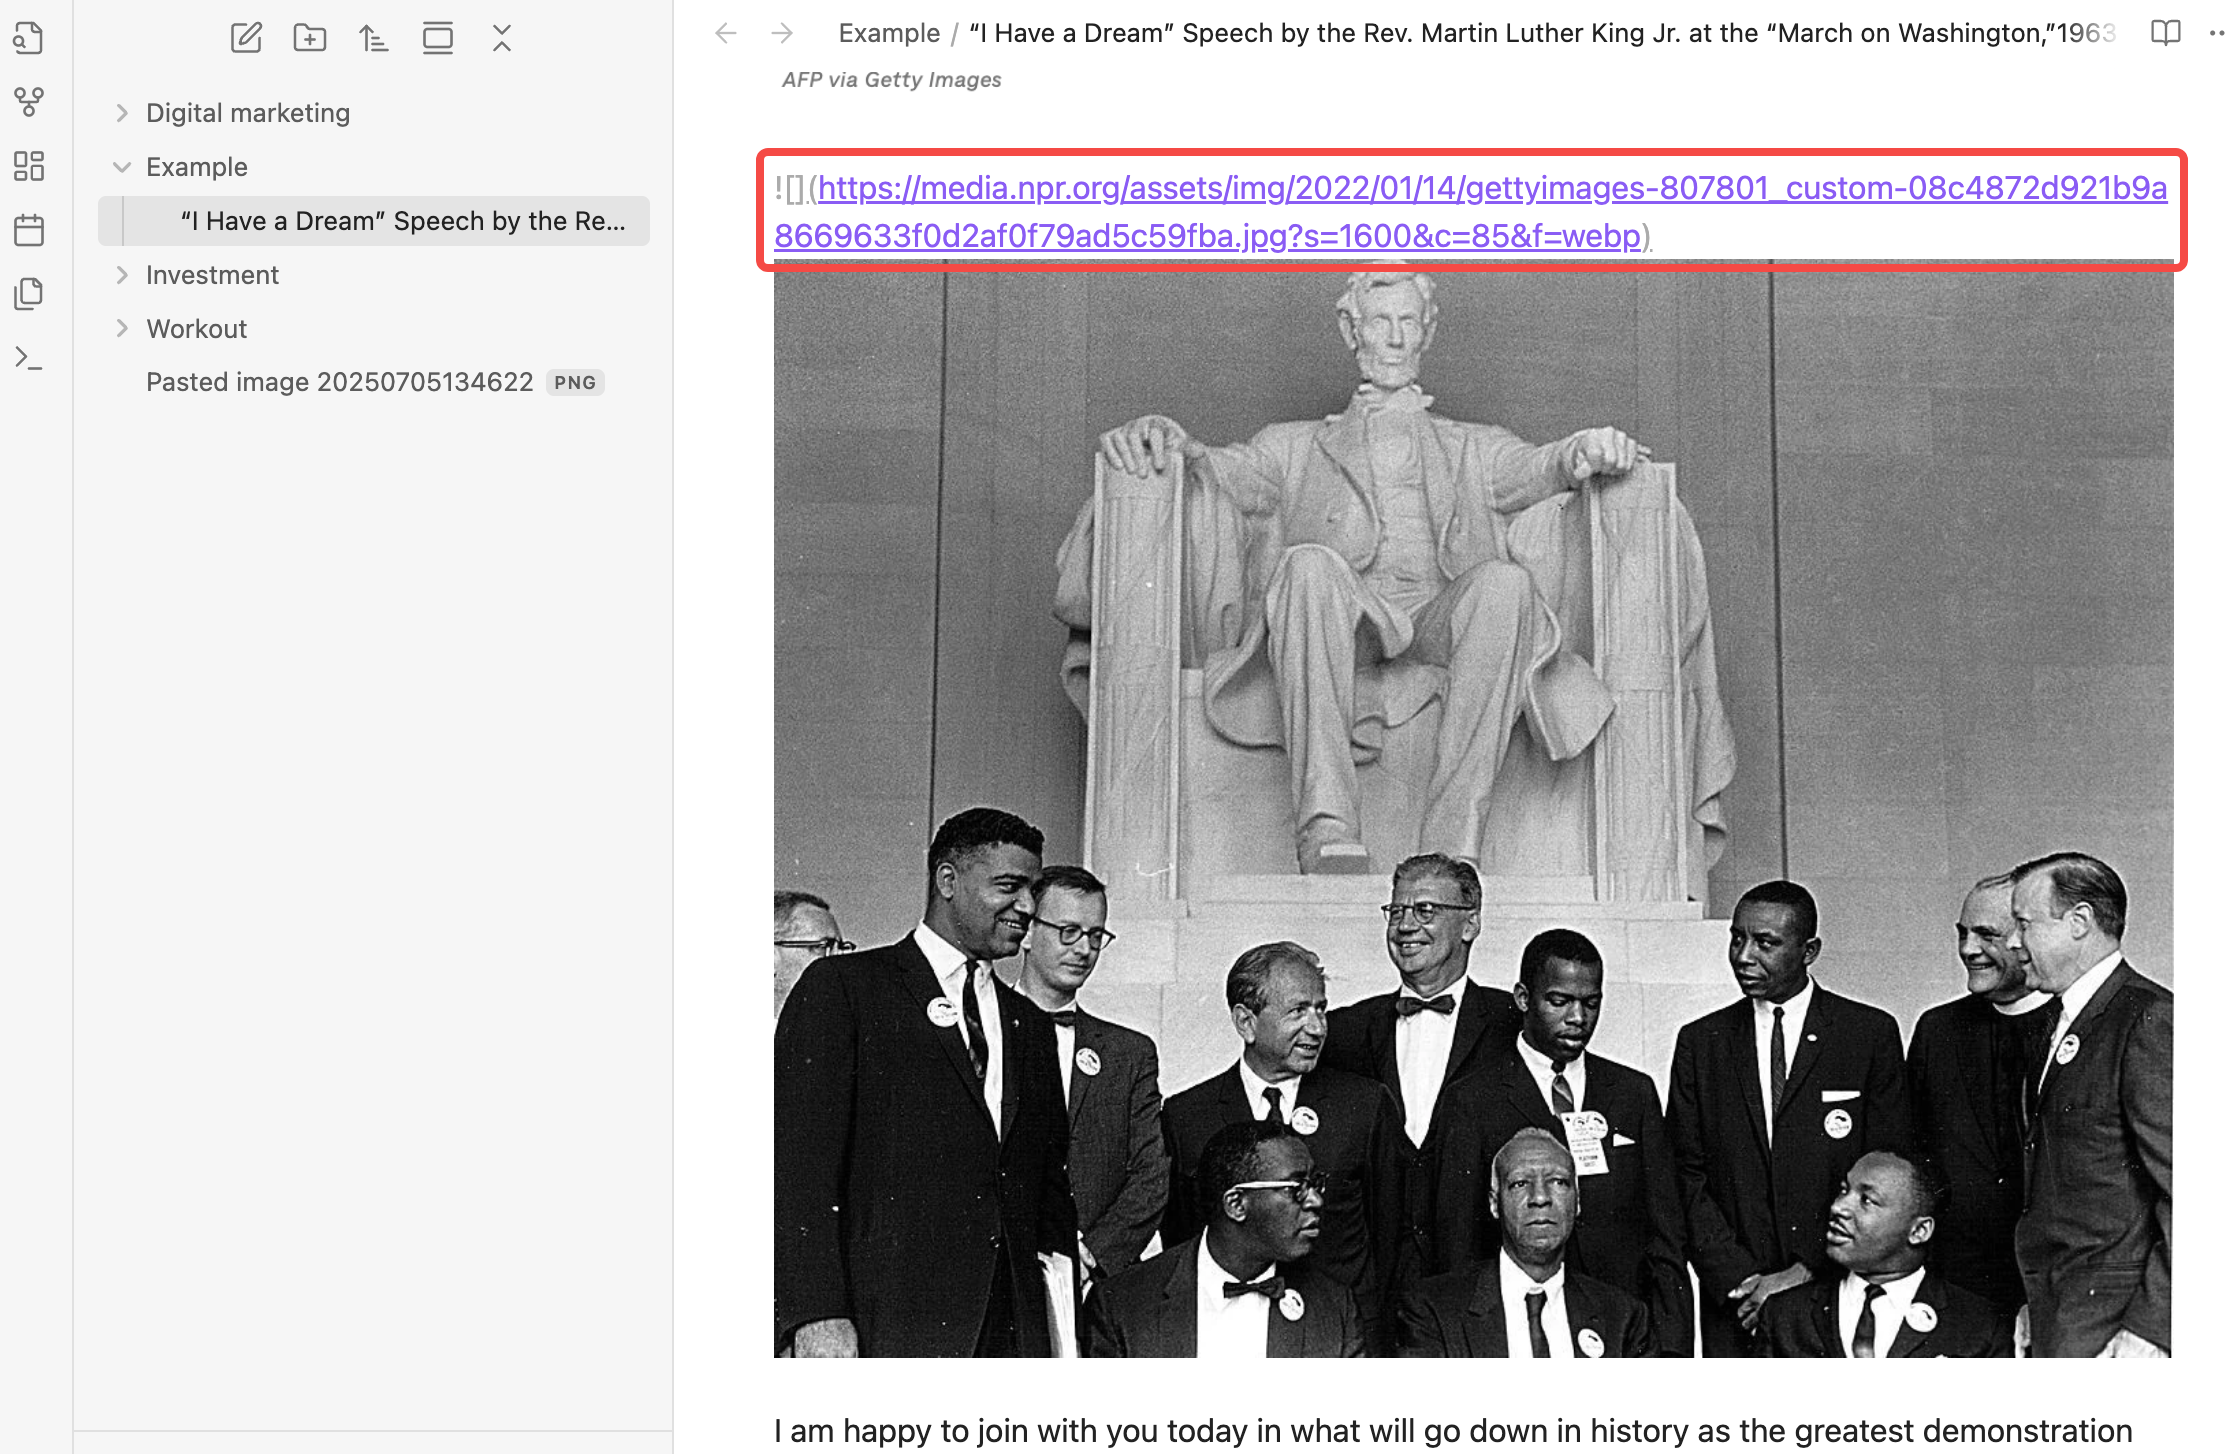 Example / “I Have a Dream” Speech by the Rev. Martin Luther King Jr. at the “March on Washington,”1963
Digital marketing
Example
“I Have a Dream” Speech by the Re...
Investment
Workout
Pasted image 20250705134622 PNG
AFP via Getty Images
![](https://media.npr.org/assets/img/2022/01/14/gettyimages-807801_custom-08c4872d921b9a
8669633f0d2af0f79ad5c59fba.jpg?s=1600&c=85&f=webp)
I am happy to join with you today in what will go down in history as the greatest demonstration